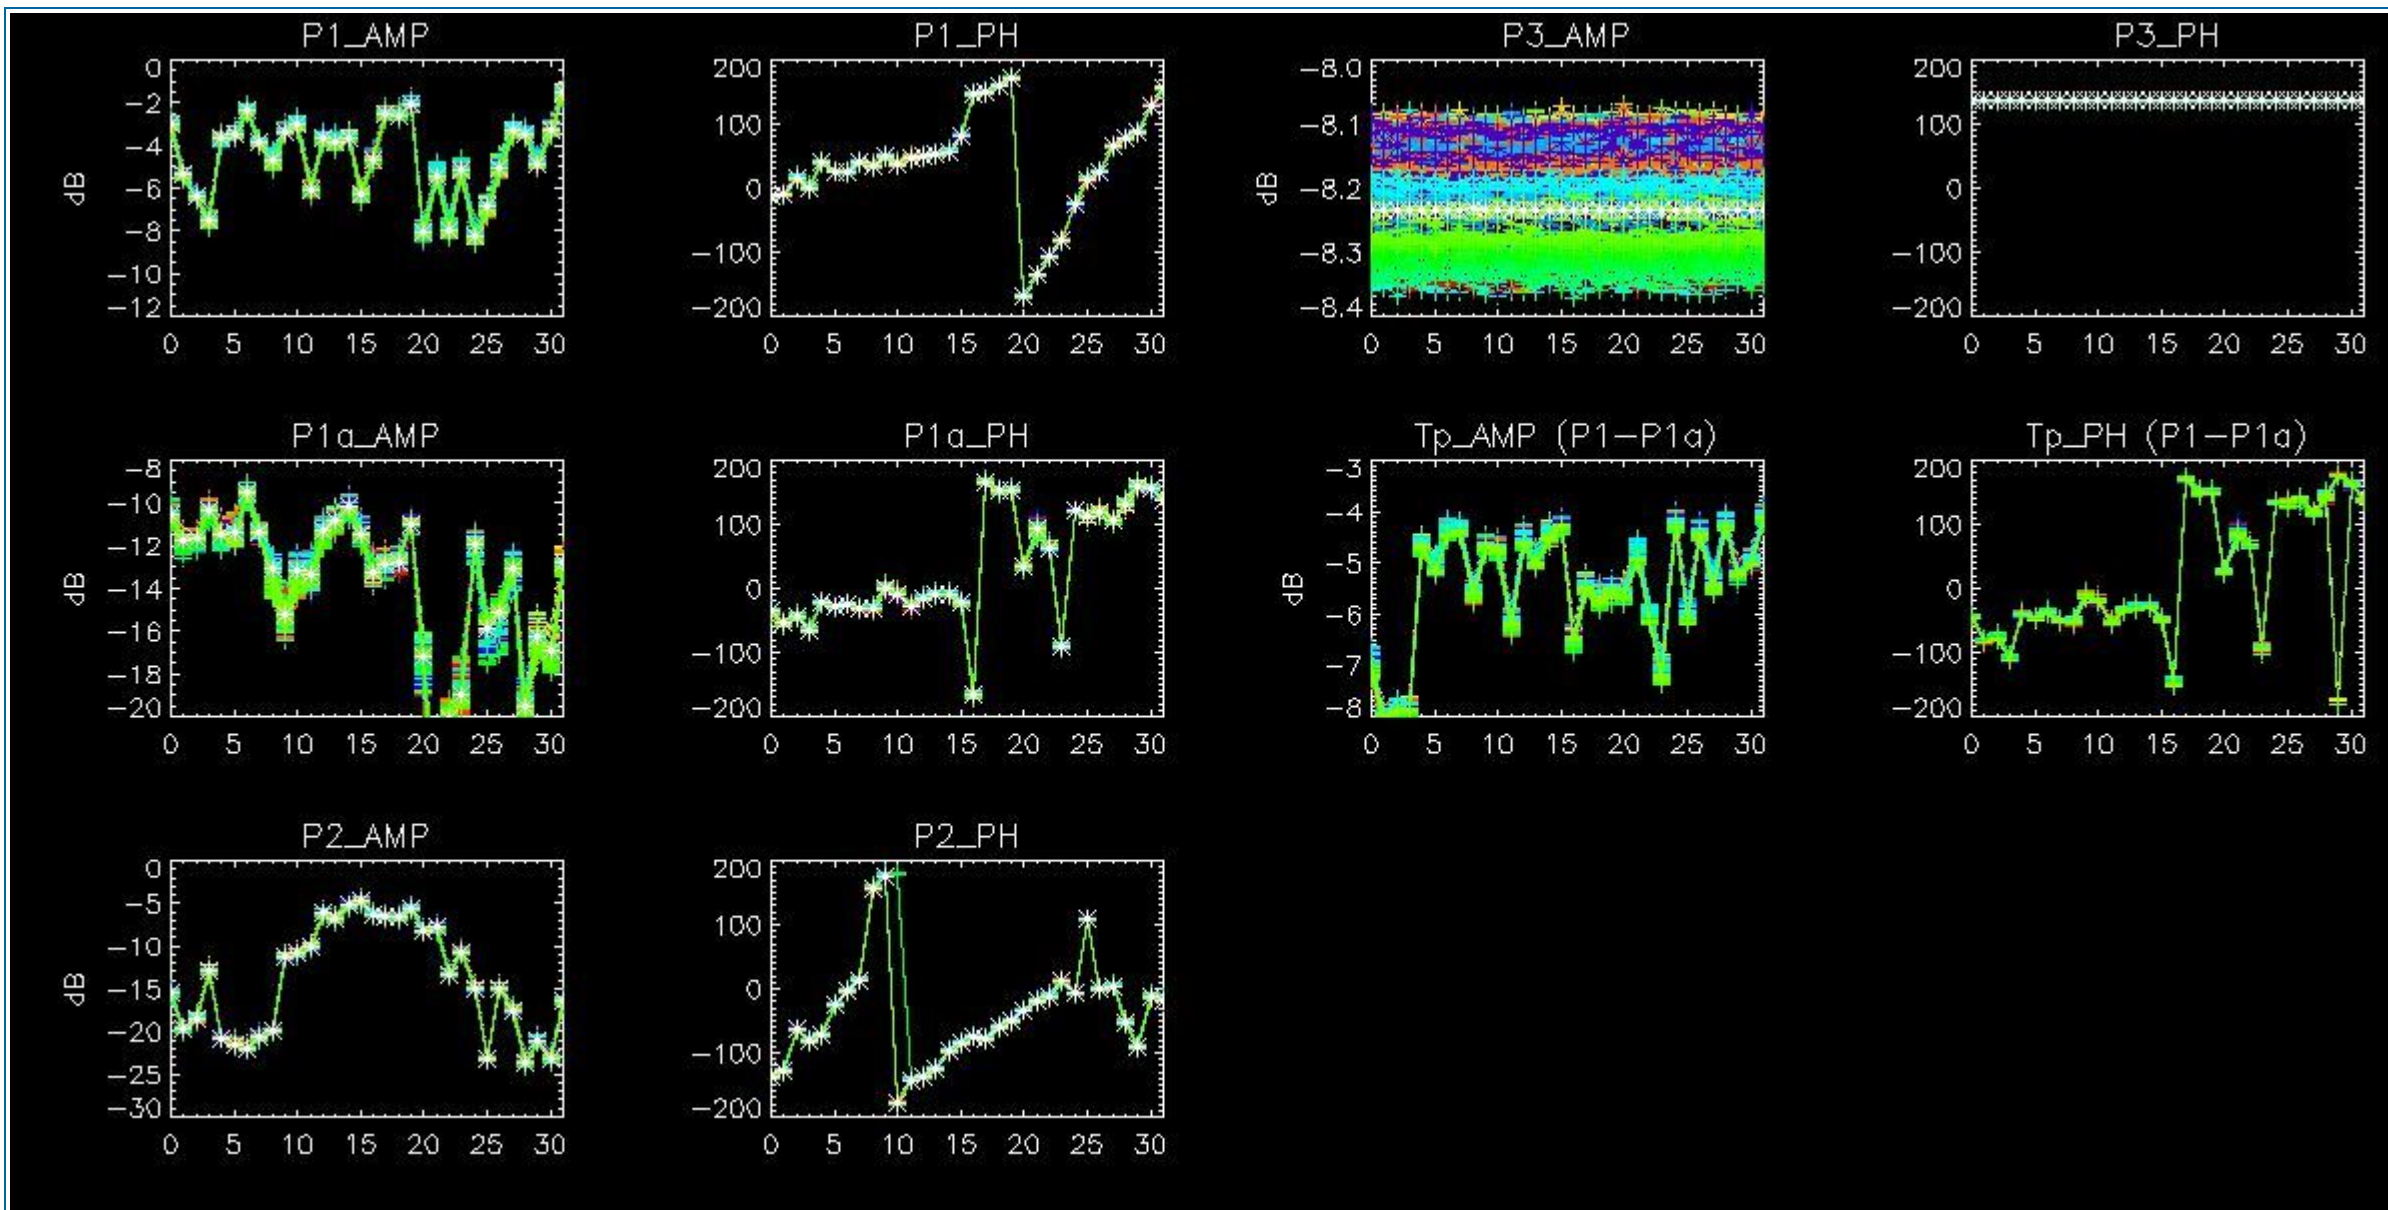 P1_AMP
0
−2
−4
−6
−8
−10
−12
dB
0 5 10 15 20 25 30
P1_PH
200
100
0
−100
−200
0 5 10 15 20 25 30
P3_AMP
−8.0
−8.1
−8.2
−8.3
−8.4
dB
0 5 10 15 20 25 30
P3_PH
200
100
0
−100
−200
0 5 10 15 20 25 30
P1a_AMP
−8
−10
−12
−14
−16
−18
−20
dB
0 5 10 15 20 25 30
P1a_PH
200
100
0
−100
−200
0 5 10 15 20 25 30
Tp_AMP (P1−P1a)
−3
−4
−5
−6
−7
−8
dB
0 5 10 15 20 25 30
Tp_PH (P1−P1a)
200
100
0
−100
−200
0 5 10 15 20 25 30
P2_AMP
0
−5
−10
−15
−20
−25
−30
dB
0 5 10 15 20 25 30
P2_PH
200
100
0
−100
−200
0 5 10 15 20 25 30